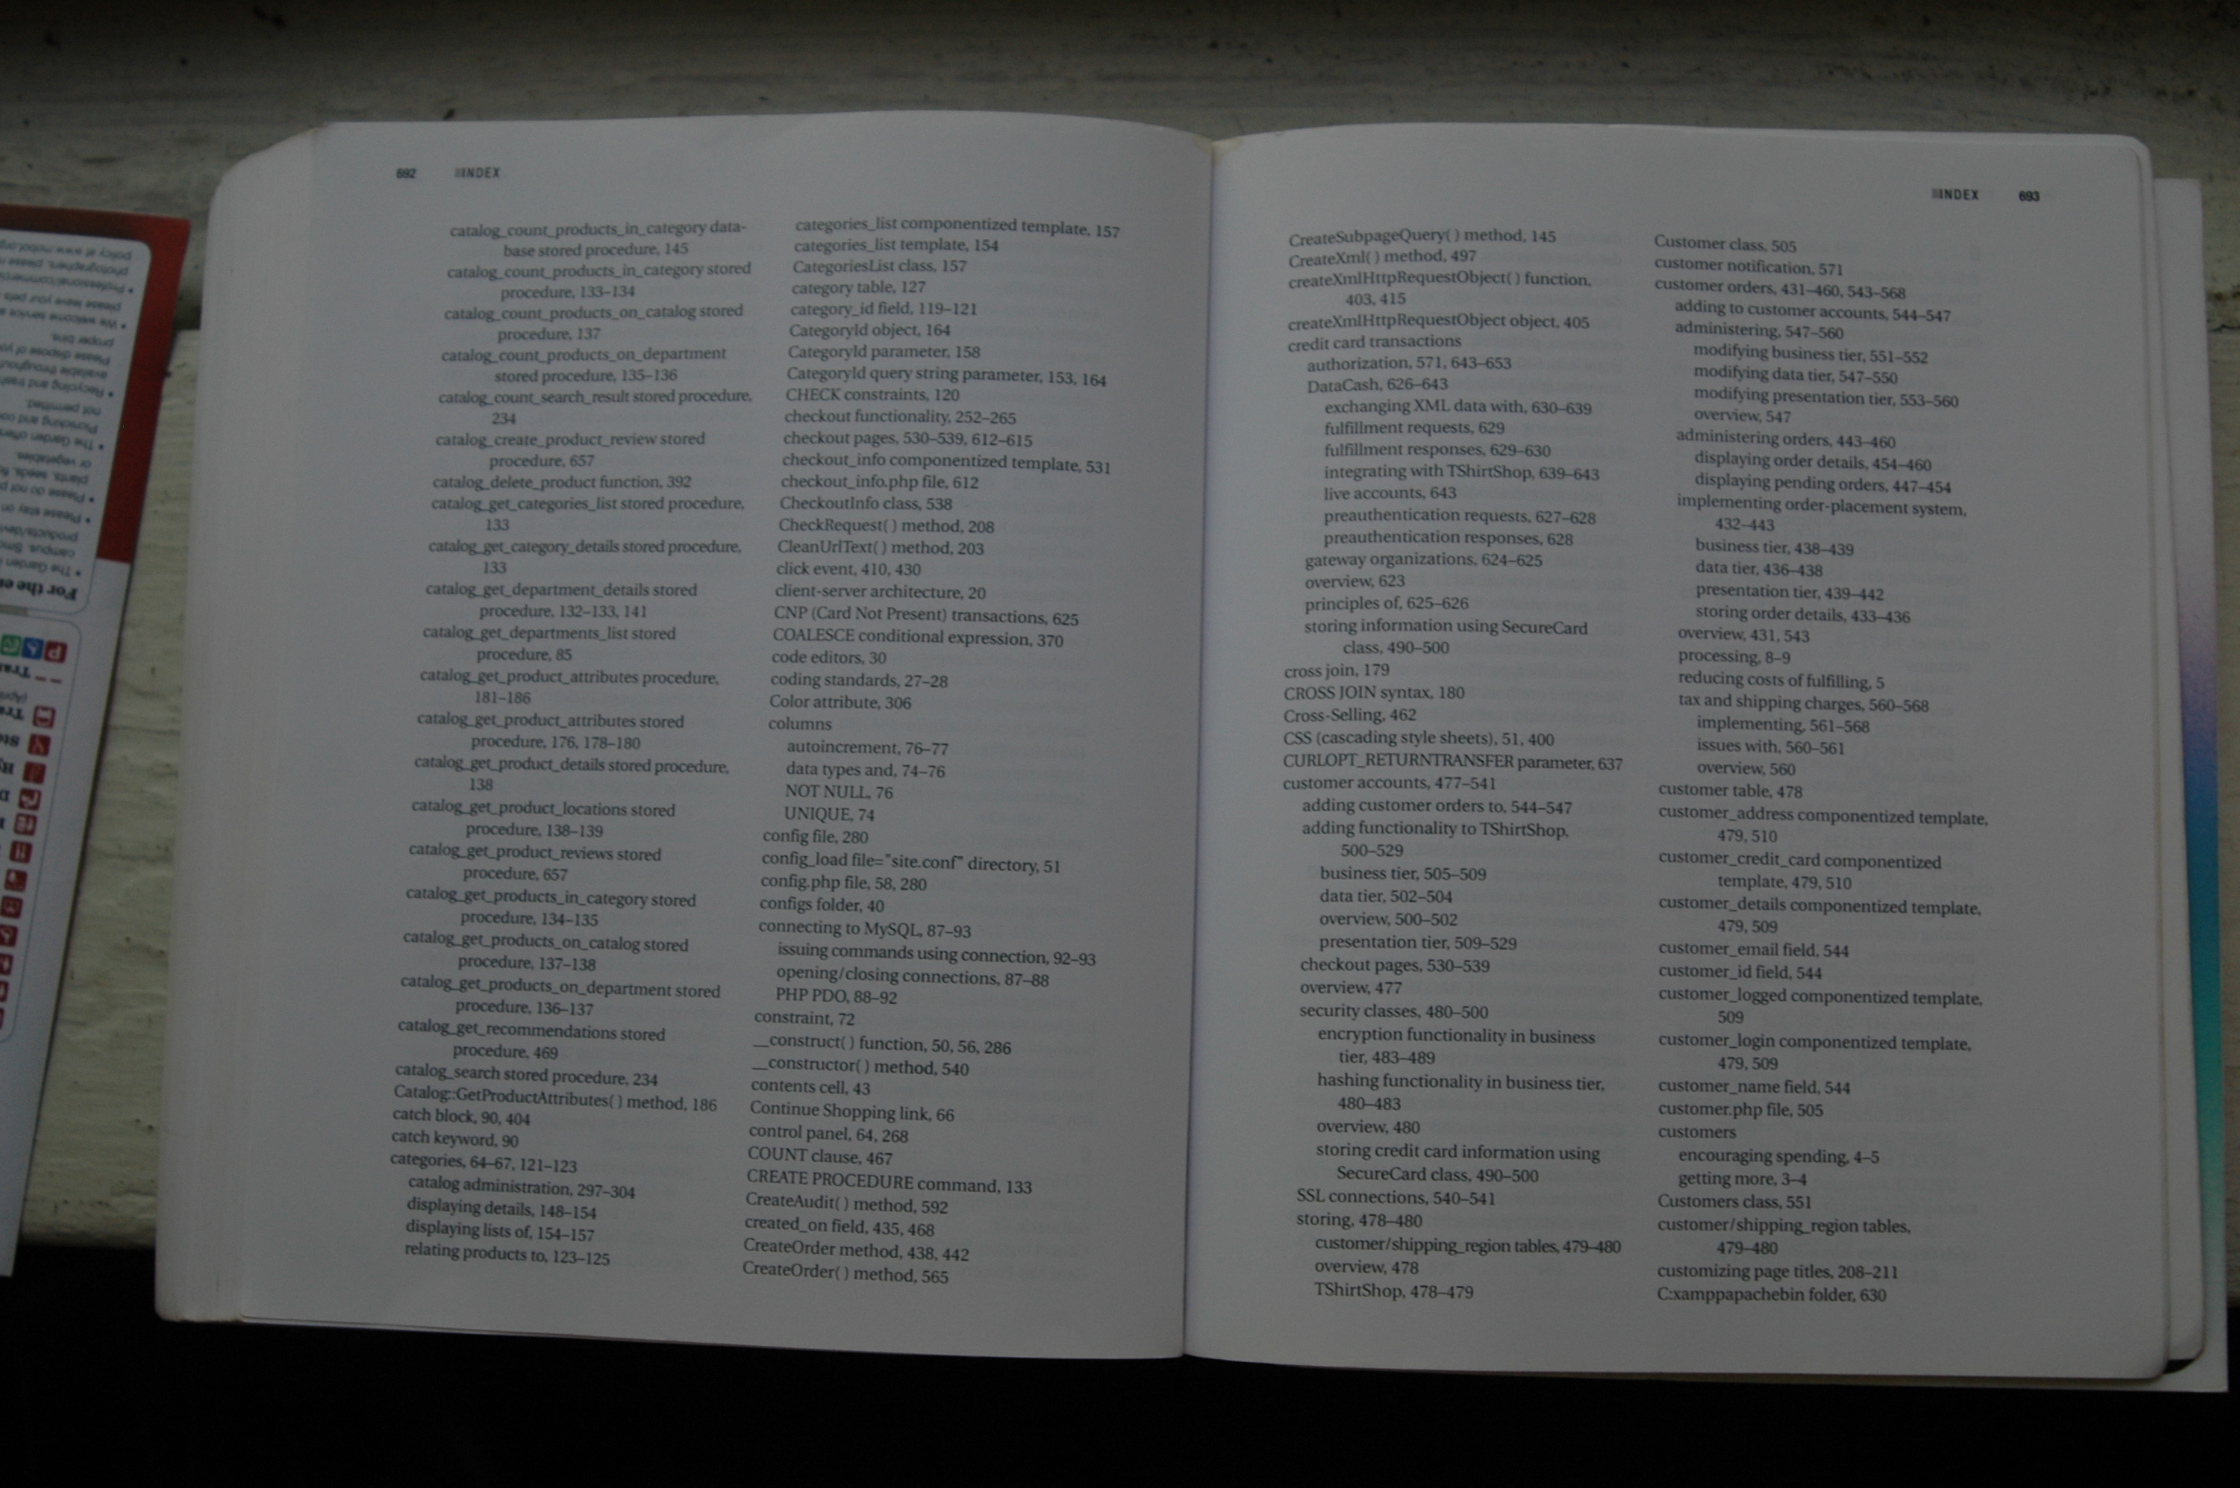 692 INDEX
catalog_count_products_in_category data-
base stored procedure, 145
catalog_count_products_in_category stored
procedure, 133–134
catalog_count_products_on_catalog stored
procedure, 137
catalog_count_products_on_department
stored procedure, 135–136
catalog_count_search_result stored procedure,
234
catalog_create_product_review stored
procedure, 657
catalog_delete_product function, 392
catalog_get_categories_list stored procedure,
133
catalog_get_category_details stored procedure,
133
catalog_get_department_details stored
procedure, 132–133, 141
catalog_get_departments_list stored
procedure, 85
catalog_get_product_attributes procedure,
181–186
catalog_get_product_attributes stored
procedure, 176, 178–180
catalog_get_product_details stored procedure,
138
catalog_get_product_locations stored
procedure, 138–139
catalog_get_product_reviews stored
procedure, 657
catalog_get_products_in_category stored
procedure, 134–135
catalog_get_products_on_catalog stored
procedure, 137–138
catalog_get_products_on_department stored
procedure, 136–137
catalog_get_recommendations stored
procedure, 469
catalog_search stored procedure, 234
Catalog::GetProductAttributes( ) method, 186
catch block, 90, 404
catch keyword, 90
categories, 64–67, 121–123
catalog administration, 297–304
displaying details, 148–154
displaying lists of, 154–157
relating products to, 123–125
categories_list componentized template, 157
categories_list template, 154
CategoriesList class, 157
category table, 127
category_id field, 119–121
CategoryId object, 164
CategoryId parameter, 158
CategoryId query string parameter, 153, 164
CHECK constraints, 120
checkout functionality, 252–265
checkout pages, 530–539, 612–615
checkout_info componentized template, 531
checkout_info.php file, 612
CheckoutInfo class, 538
CheckRequest( ) method, 208
CleanUrlText( ) method, 203
click event, 410, 430
client-server architecture, 20
CNP (Card Not Present) transactions, 625
COALESCE conditional expression, 370
code editors, 30
coding standards, 27–28
Color attribute, 306
columns
autoincrement, 76–77
data types and, 74–76
NOT NULL, 76
UNIQUE, 74
config file, 280
config_load file="site.conf" directory, 51
config.php file, 58, 280
configs folder, 40
connecting to MySQL, 87–93
issuing commands using connection, 92–93
opening/closing connections, 87–88
PHP PDO, 88–92
constraint, 72
__construct( ) function, 50, 56, 286
__constructor( ) method, 540
contents cell, 43
Continue Shopping link, 66
control panel, 64, 268
COUNT clause, 467
CREATE PROCEDURE command, 133
CreateAudit( ) method, 592
created_on field, 435, 468
CreateOrder method, 438, 442
CreateOrder( ) method, 565
INDEX 693
CreateSubpageQuery( ) method, 145
CreateXml( ) method, 497
createXmlHttpRequestObject( ) function,
403, 415
createXmlHttpRequestObject object, 405
credit card transactions
authorization, 571, 643–653
DataCash, 626–643
exchanging XML data with, 630–639
fulfillment requests, 629
fulfillment responses, 629–630
integrating with TShirtShop, 639–643
live accounts, 643
preauthentication requests, 627–628
preauthentication responses, 628
gateway organizations, 624–625
overview, 623
principles of, 625–626
storing information using SecureCard
class, 490–500
cross join, 179
CROSS JOIN syntax, 180
Cross-Selling, 462
CSS (cascading style sheets), 51, 400
CURLOPT_RETURNTRANSFER parameter, 637
customer accounts, 477–541
adding customer orders to, 544–547
adding functionality to TShirtShop,
500–529
business tier, 505–509
data tier, 502–504
overview, 500–502
presentation tier, 509–529
checkout pages, 530–539
overview, 477
security classes, 480–500
encryption functionality in business
tier, 483–489
hashing functionality in business tier,
480–483
overview, 480
storing credit card information using
SecureCard class, 490–500
SSL connections, 540–541
storing, 478–480
customer/shipping_region tables, 479–480
overview, 478
TShirtShop, 478–479
Customer class, 505
customer notification, 571
customer orders, 431–460, 543–568
adding to customer accounts, 544–547
administering, 547–560
modifying business tier, 551–552
modifying data tier, 547–550
modifying presentation tier, 553–560
overview, 547
administering orders, 443–460
displaying order details, 454–460
displaying pending orders, 447–454
implementing order-placement system,
432–443
business tier, 438–439
data tier, 436–438
presentation tier, 439–442
storing order details, 433–436
overview, 431, 543
processing, 8–9
reducing costs of fulfilling, 5
tax and shipping charges, 560–568
implementing, 561–568
issues with, 560–561
overview, 560
customer table, 478
customer_address componentized template,
479, 510
customer_credit_card componentized
template, 479, 510
customer_details componentized template,
479, 509
customer_email field, 544
customer_id field, 544
customer_logged componentized template,
509
customer_login componentized template,
479, 509
customer_name field, 544
customer.php file, 505
customers
encouraging spending, 4–5
getting more, 3–4
Customers class, 551
customer/shipping_region tables,
479–480
customizing page titles, 208–211
C:xamppapachebin folder, 630